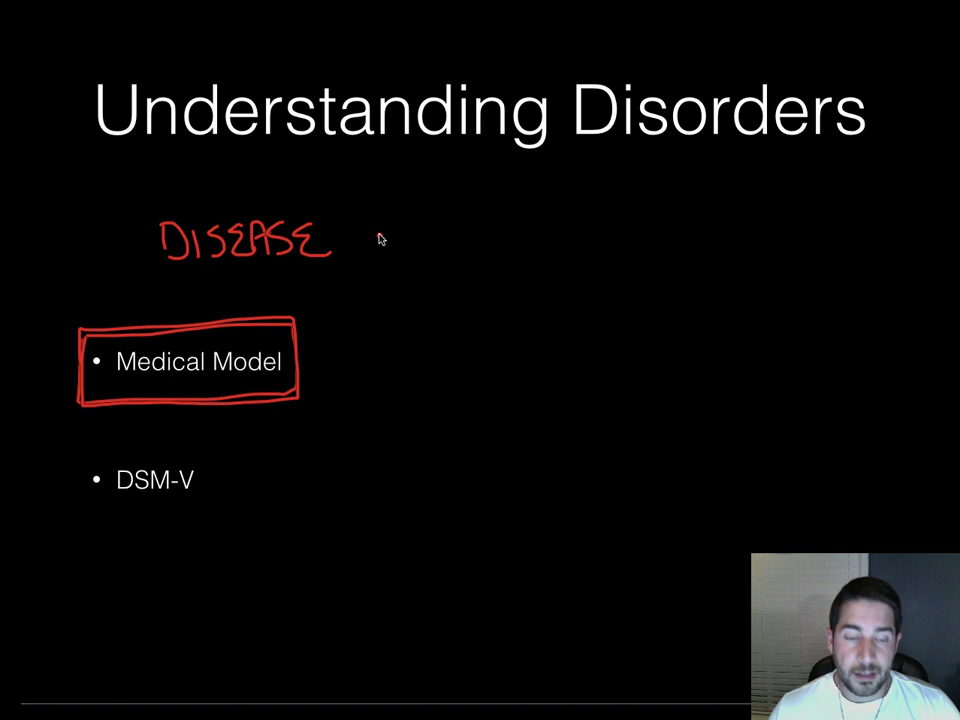 Understanding Disorders
DISEASE
• Medical Model
• DSM-V